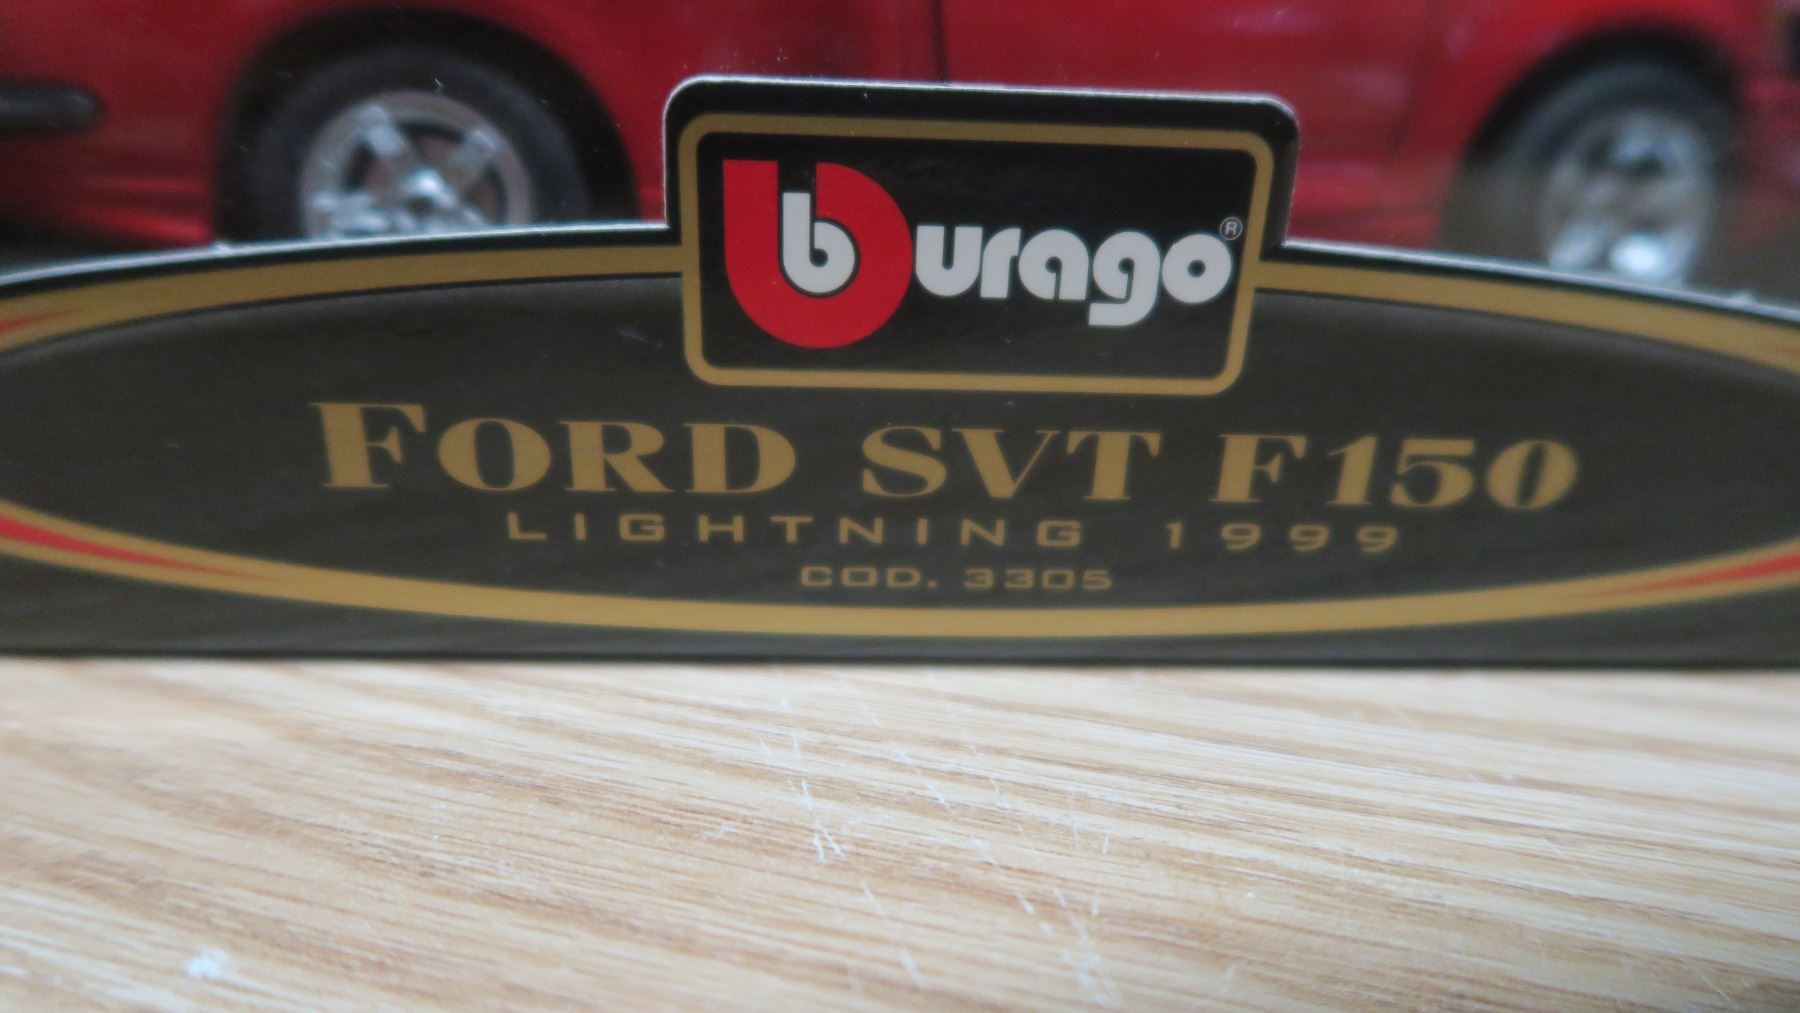 burago®
FORD SVT F150
LIGHTNING 1999
COD. 3305